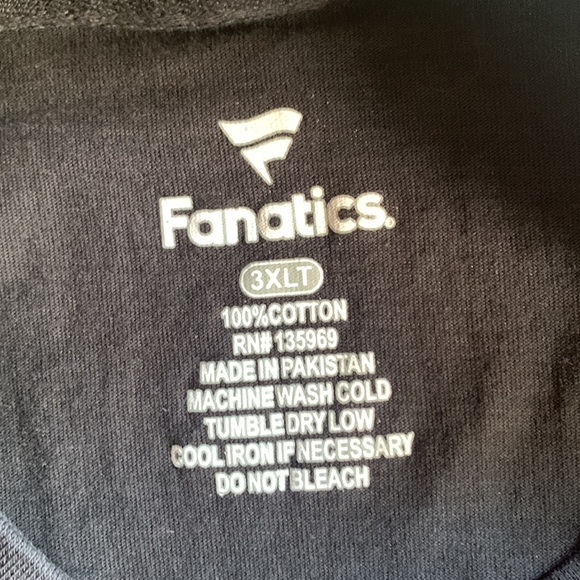 Fanatics.
3XLT
100%COTTON
RN# 135969
MADE IN PAKISTAN
MACHINE WASH COLD
TUMBLE DRY LOW
COOL IRON IF NECESSARY
DO NOT BLEACH